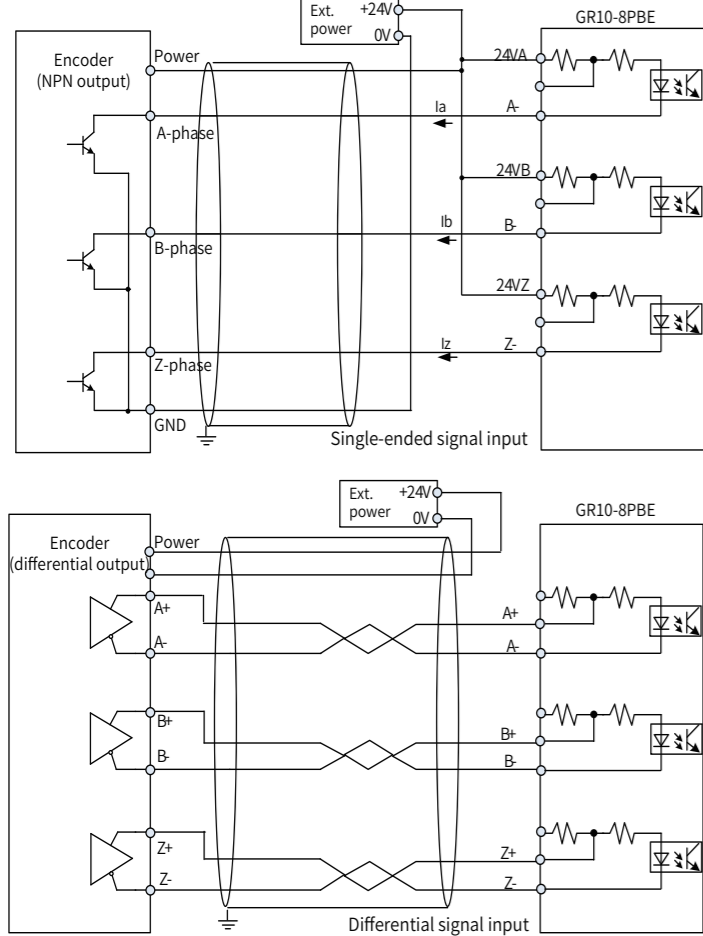 Ext.
power
+24V
0V
GR10-8PBE
Encoder
(NPN output)
Power
24VA
Ia
A-
A-phase
24VB
Ib
B-
B-phase
24VZ
Iz
Z-
Z-phase
GND
Single-ended signal input
Ext.
power
+24V
0V
GR10-8PBE
Encoder
(differential output)
Power
A+
A+
A-
A-
B+
B+
B-
B-
Z+
Z+
Z-
Z-
Differential signal input